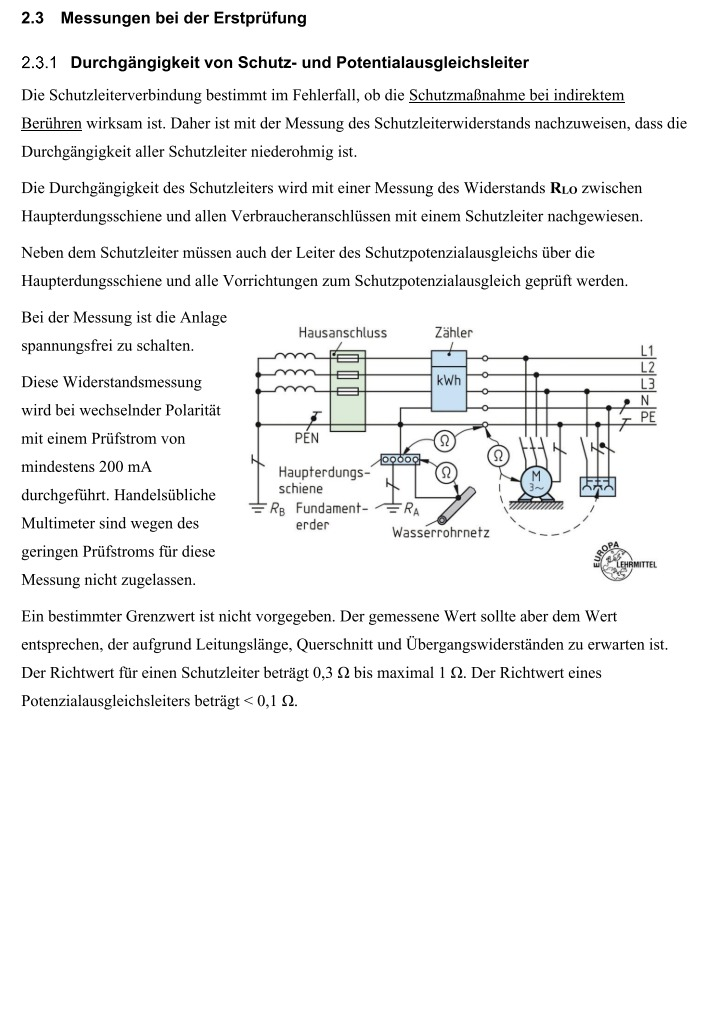 2.3 Messungen bei der Erstprüfung
2.3.1 Durchgängigkeit von Schutz- und Potentialausgleichsleiter
Die Schutzleiterverbindung bestimmt im Fehlerfall, ob die Schutzmaßnahme bei indirektem
Berühren wirksam ist. Daher ist mit der Messung des Schutzleiterwiderstands nachzuweisen, dass die
Durchgängigkeit aller Schutzleiter niederohmig ist.
Die Durchgängigkeit des Schutzleiters wird mit einer Messung des Widerstands RLO zwischen
Haupterdungsschiene und allen Verbraucheranschlüssen mit einem Schutzleiter nachgewiesen.
Neben dem Schutzleiter müssen auch der Leiter des Schutzpotenzialausgleichs über die
Haupterdungsschiene und alle Vorrichtungen zum Schutzpotenzialausgleich geprüft werden.
Bei der Messung ist die Anlage
spannungsfrei zu schalten.
Diese Widerstandsmessung
wird bei wechselnder Polarität
mit einem Prüfstrom von
mindestens 200 mA
durchgeführt. Handelsübliche
Multimeter sind wegen des
geringen Prüfstroms für diese
Messung nicht zugelassen.
Hausanschluss Zähler
L1
L2
kWh L3
N
PE
PEN
Ω
Ω
Haupterdungs-
schiene
Ω
M
3~
RB Fundament-
erder
RA
Wasserrohrnetz
EUROPA
LEHRMITTEL
Ein bestimmter Grenzwert ist nicht vorgegeben. Der gemessene Wert sollte aber dem Wert
entsprechen, der aufgrund Leitungslänge, Querschnitt und Übergangswiderständen zu erwarten ist.
Der Richtwert für einen Schutzleiter beträgt 0,3 Ω bis maximal 1 Ω. Der Richtwert eines
Potenzialausgleichsleiters beträgt < 0,1 Ω.